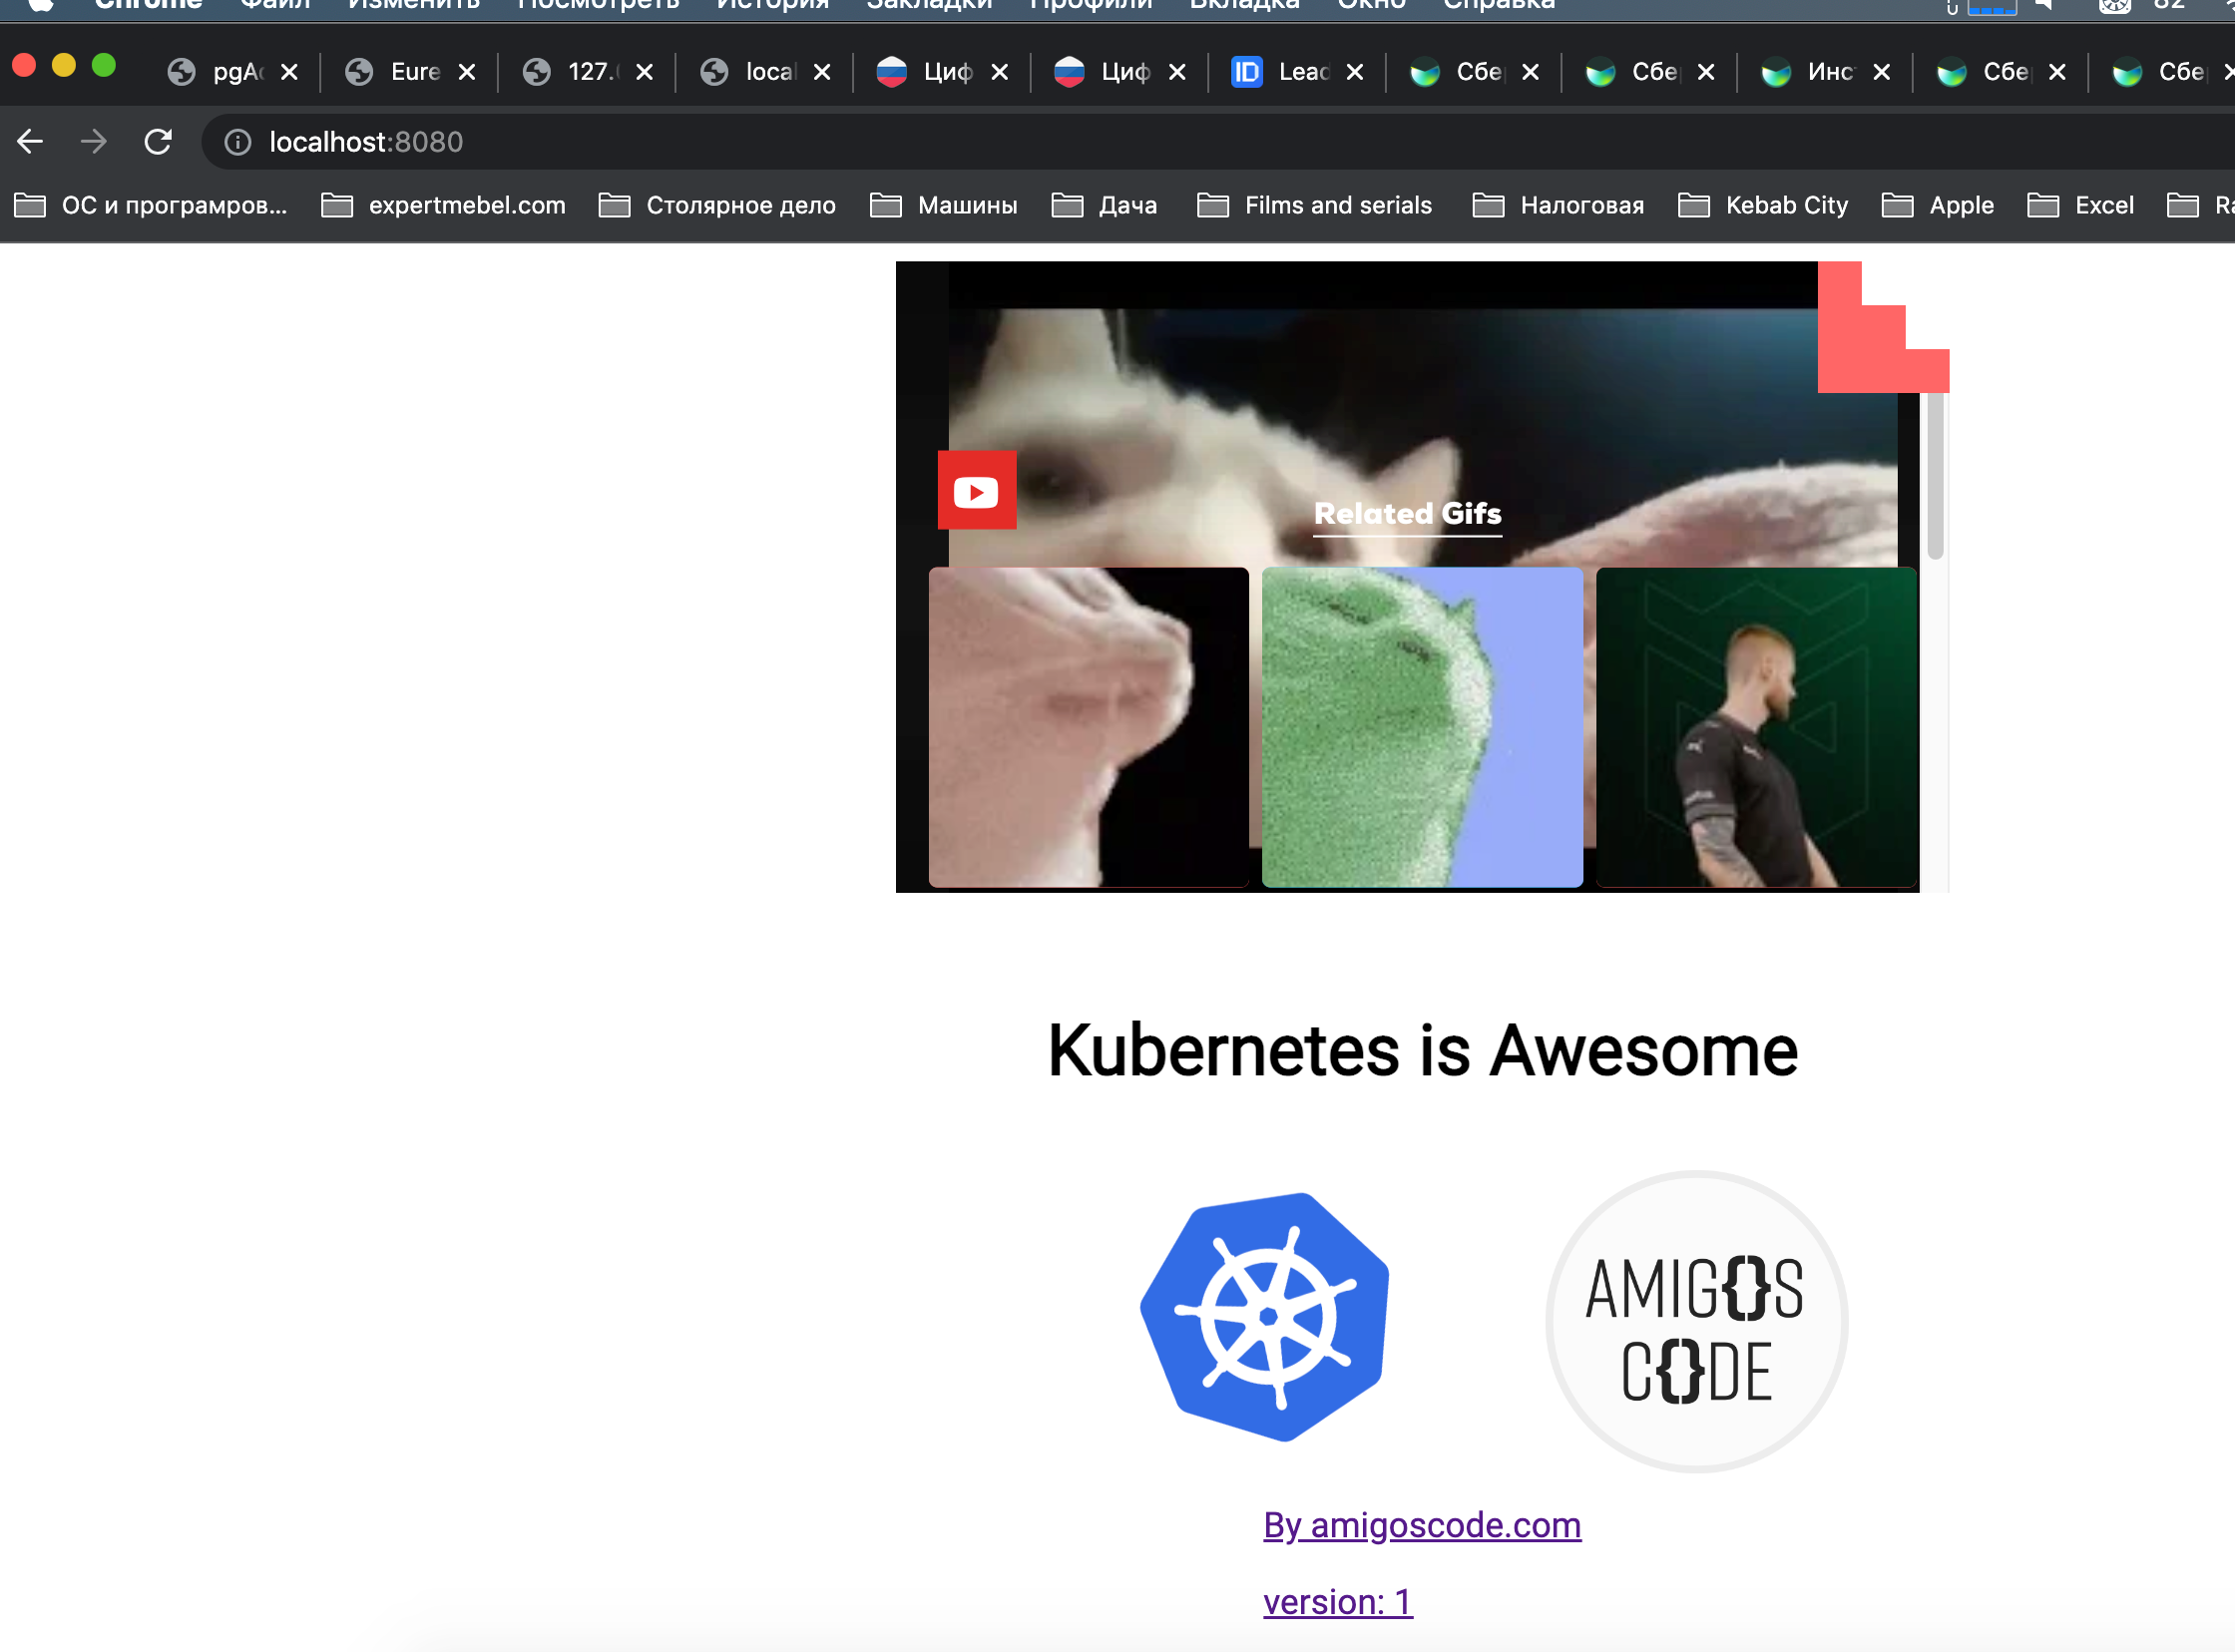 Chrome Файл Изменить Посмотреть История Закладки Профили Вкладка Окно Справка 82
pgAc Eure 127. local Циф Циф Lead Сбе Сбе Инс Сбе Сбе
localhost:8080
ОС и програмров... expertmebel.com Столярное дело Машины Дача Films and serials Налоговая Kebab City Apple Excel
Related Gifs
Kubernetes is Awesome
AMIG{}S
C{}DE
By amigoscode.com
version: 1